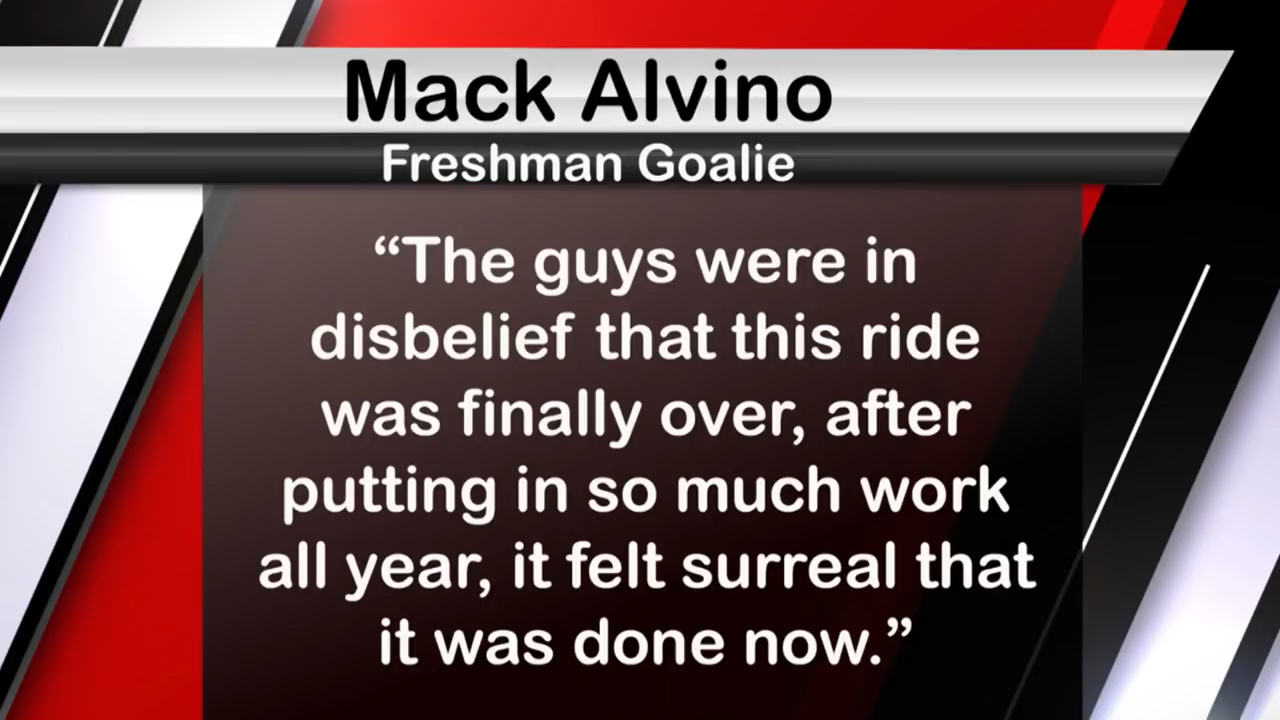 Mack Alvino
Freshman Goalie
“The guys were in
disbelief that this ride
was finally over, after
putting in so much work
all year, it felt surreal that
it was done now.”